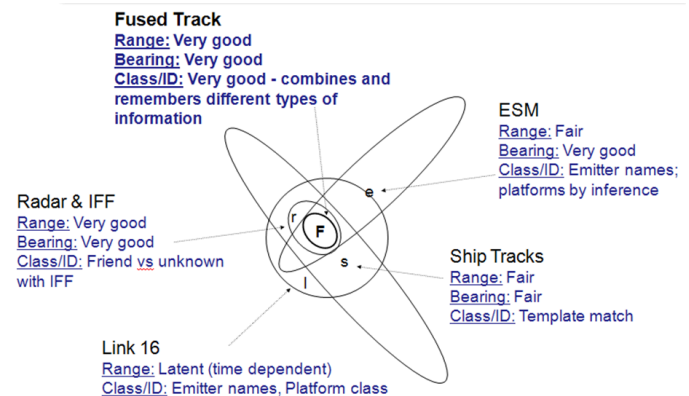 Fused Track
Range: Very good
Bearing: Very good
Class/ID: Very good - combines and
remembers different types of
information
ESM
Range: Fair
Bearing: Very good
Class/ID: Emitter names;
platforms by inference
e
Radar & IFF
Range: Very good
Bearing: Very good
Class/ID: Friend vs unknown
with IFF
r
F
s
l
Ship Tracks
Range: Fair
Bearing: Fair
Class/ID: Template match
Link 16
Range: Latent (time dependent)
Class/ID: Emitter names, Platform class